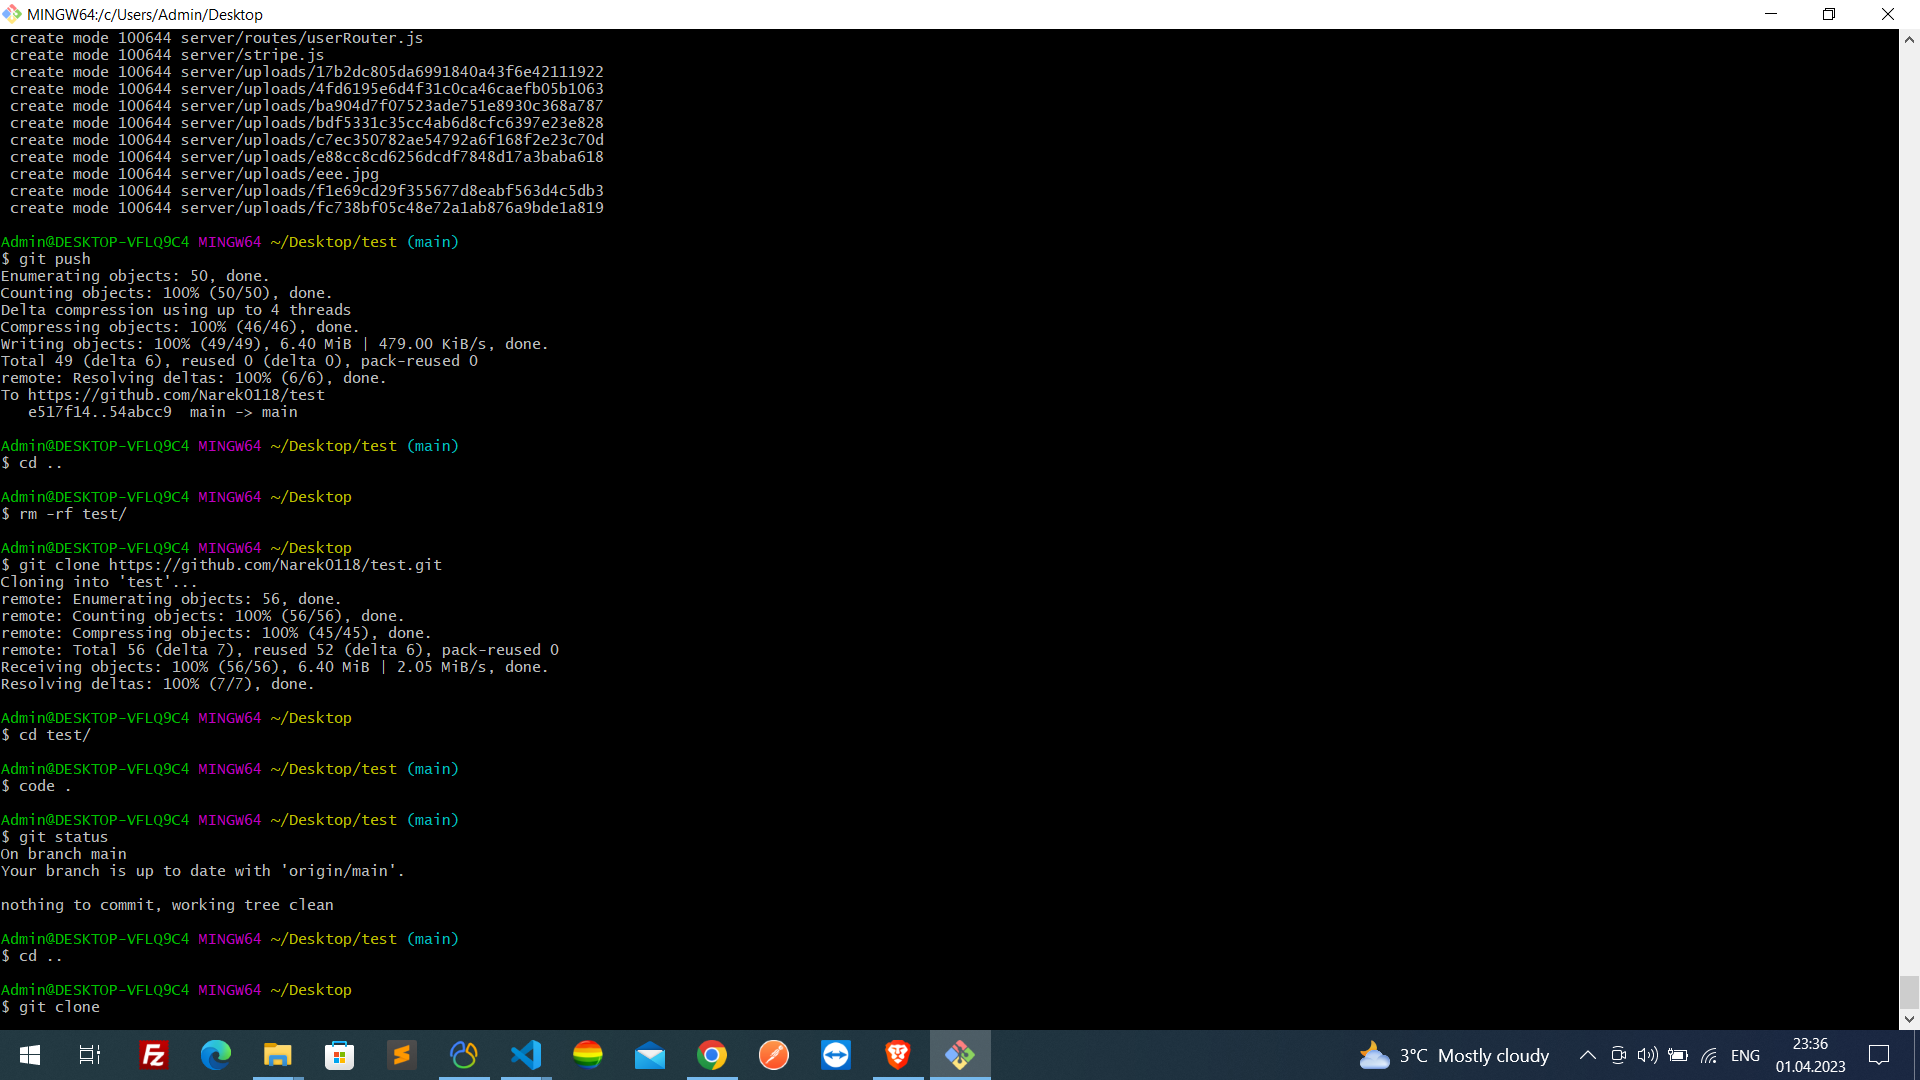 MINGW64:/c/Users/Admin/Desktop
create mode 100644 server/routes/userRouter.js
create mode 100644 server/stripe.js
create mode 100644 server/uploads/17b2dc805da6991840a43f6e42111922
create mode 100644 server/uploads/4fd6195e6d4f31c0ca46caefb05b1063
create mode 100644 server/uploads/ba904d7f07523ade751e8930c368a787
create mode 100644 server/uploads/bdf5331c35cc4ab6d8cfc6397e23e828
create mode 100644 server/uploads/c7ec350782ae54792a6f168f2e23c70d
create mode 100644 server/uploads/e88cc8cd6256dcdf7848d17a3baba618
create mode 100644 server/uploads/eee.jpg
create mode 100644 server/uploads/f1e69cd29f355677d8eabf563d4c5db3
create mode 100644 server/uploads/fc738bf05c48e72a1ab876a9bde1a819
Admin@DESKTOP-VFLQ9C4 MINGW64 ~/Desktop/test (main)
$ git push
Enumerating objects: 50, done.
Counting objects: 100% (50/50), done.
Delta compression using up to 4 threads
Compressing objects: 100% (46/46), done.
Writing objects: 100% (49/49), 6.40 MiB | 479.00 KiB/s, done.
Total 49 (delta 6), reused 0 (delta 0), pack-reused 0
remote: Resolving deltas: 100% (6/6), done.
To https://github.com/Narek0118/test
e517f14..54abcc9  main -> main
Admin@DESKTOP-VFLQ9C4 MINGW64 ~/Desktop/test (main)
$ cd ..
Admin@DESKTOP-VFLQ9C4 MINGW64 ~/Desktop
$ rm -rf test/
Admin@DESKTOP-VFLQ9C4 MINGW64 ~/Desktop
$ git clone https://github.com/Narek0118/test.git
Cloning into 'test'...
remote: Enumerating objects: 56, done.
remote: Counting objects: 100% (56/56), done.
remote: Compressing objects: 100% (45/45), done.
remote: Total 56 (delta 7), reused 52 (delta 6), pack-reused 0
Receiving objects: 100% (56/56), 6.40 MiB | 2.05 MiB/s, done.
Resolving deltas: 100% (7/7), done.
Admin@DESKTOP-VFLQ9C4 MINGW64 ~/Desktop
$ cd test/
Admin@DESKTOP-VFLQ9C4 MINGW64 ~/Desktop/test (main)
$ code .
Admin@DESKTOP-VFLQ9C4 MINGW64 ~/Desktop/test (main)
$ git status
On branch main
Your branch is up to date with 'origin/main'.
nothing to commit, working tree clean
Admin@DESKTOP-VFLQ9C4 MINGW64 ~/Desktop/test (main)
$ cd ..
Admin@DESKTOP-VFLQ9C4 MINGW64 ~/Desktop
$ git clone
Fz
3°C Mostly cloudy
ENG
23:36
01.04.2023